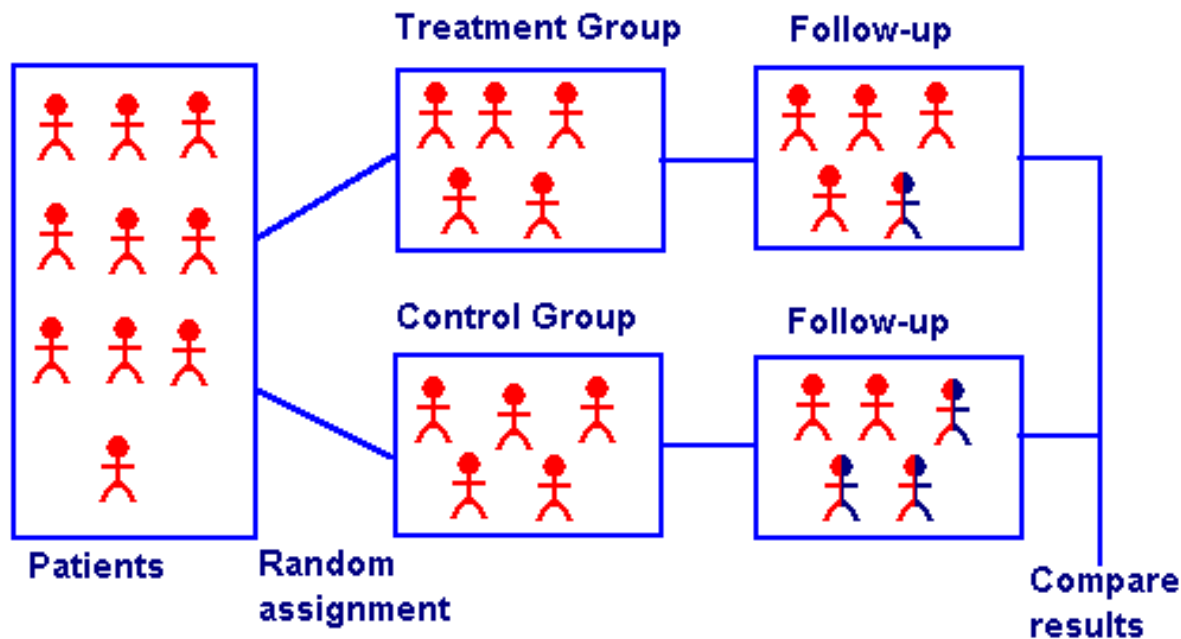 Treatment Group
Follow-up
Control Group
Follow-up
Patients
Random
assignment
Compare
results